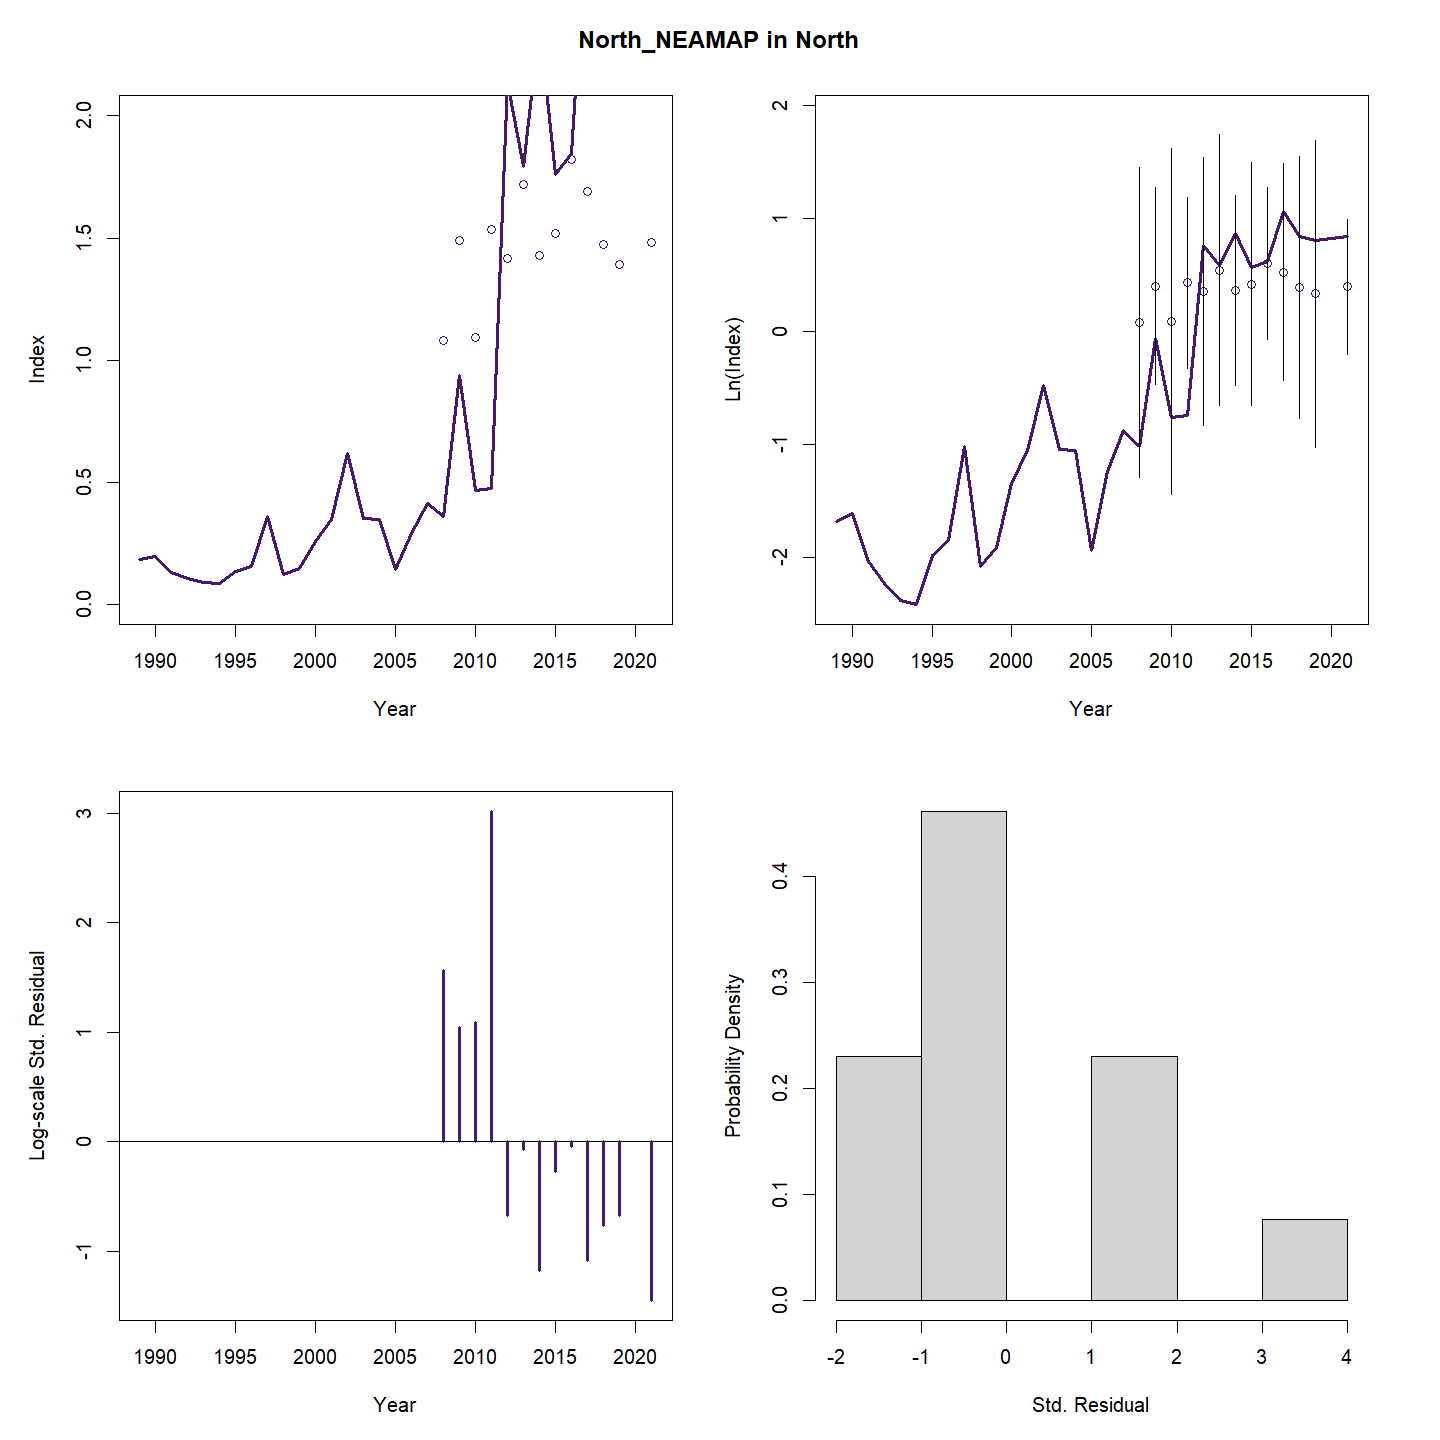 North_NEAMAP in North
Index
2.0
1.5
1.0
0.5
0.0
1990 1995 2000 2005 2010 2015 2020
Year
Ln(Index)
2
1
0
-1
-2
1990 1995 2000 2005 2010 2015 2020
Year
Log-scale Std. Residual
3
2
1
0
-1
1990 1995 2000 2005 2010 2015 2020
Year
Probability Density
0.4
0.3
0.2
0.1
0.0
-2 -1 0 1 2 3 4
Std. Residual